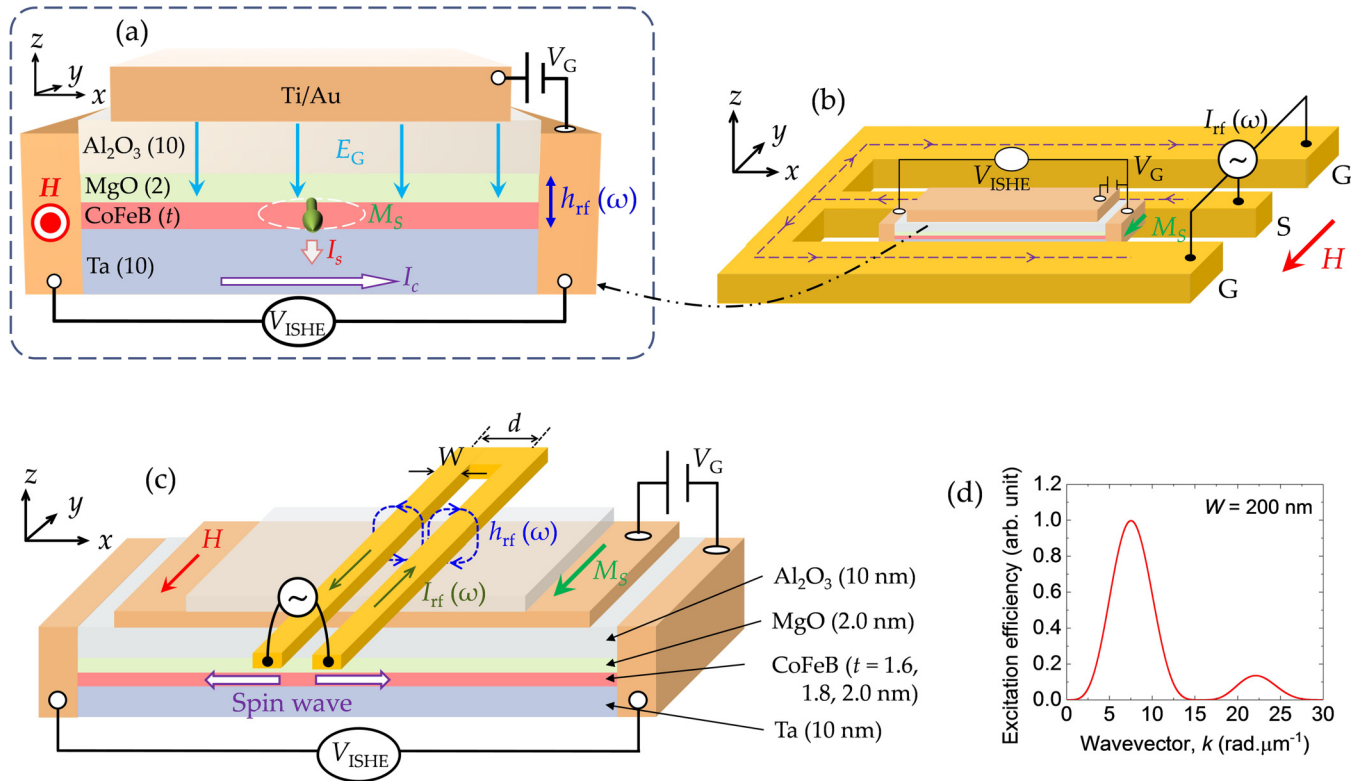 (a)
z
y
x
V_G
Ti/Au
Al₂O₃ (10)
E_G
MgO (2)
H
CoFeB (t)
M_S
h_rf (ω)
I_s
Ta (10)
I_c
V_ISHE
(b)
z
y
x
I_rf (ω)
~
V_ISHE
V_G
G
M_S
S
H
G
(c)
z
y
x
d
W
V_G
H
h_rf (ω)
M_S
I_rf (ω)
~
Al₂O₃ (10 nm)
MgO (2.0 nm)
CoFeB (t = 1.6,
1.8, 2.0 nm)
Spin wave
Ta (10 nm)
V_ISHE
(d)
Excitation efficiency (arb. unit)
1.2
1.0
0.8
0.6
0.4
0.2
0.0
W = 200 nm
0 5 10 15 20 25 30
Wavevector, k (rad.μm⁻¹)